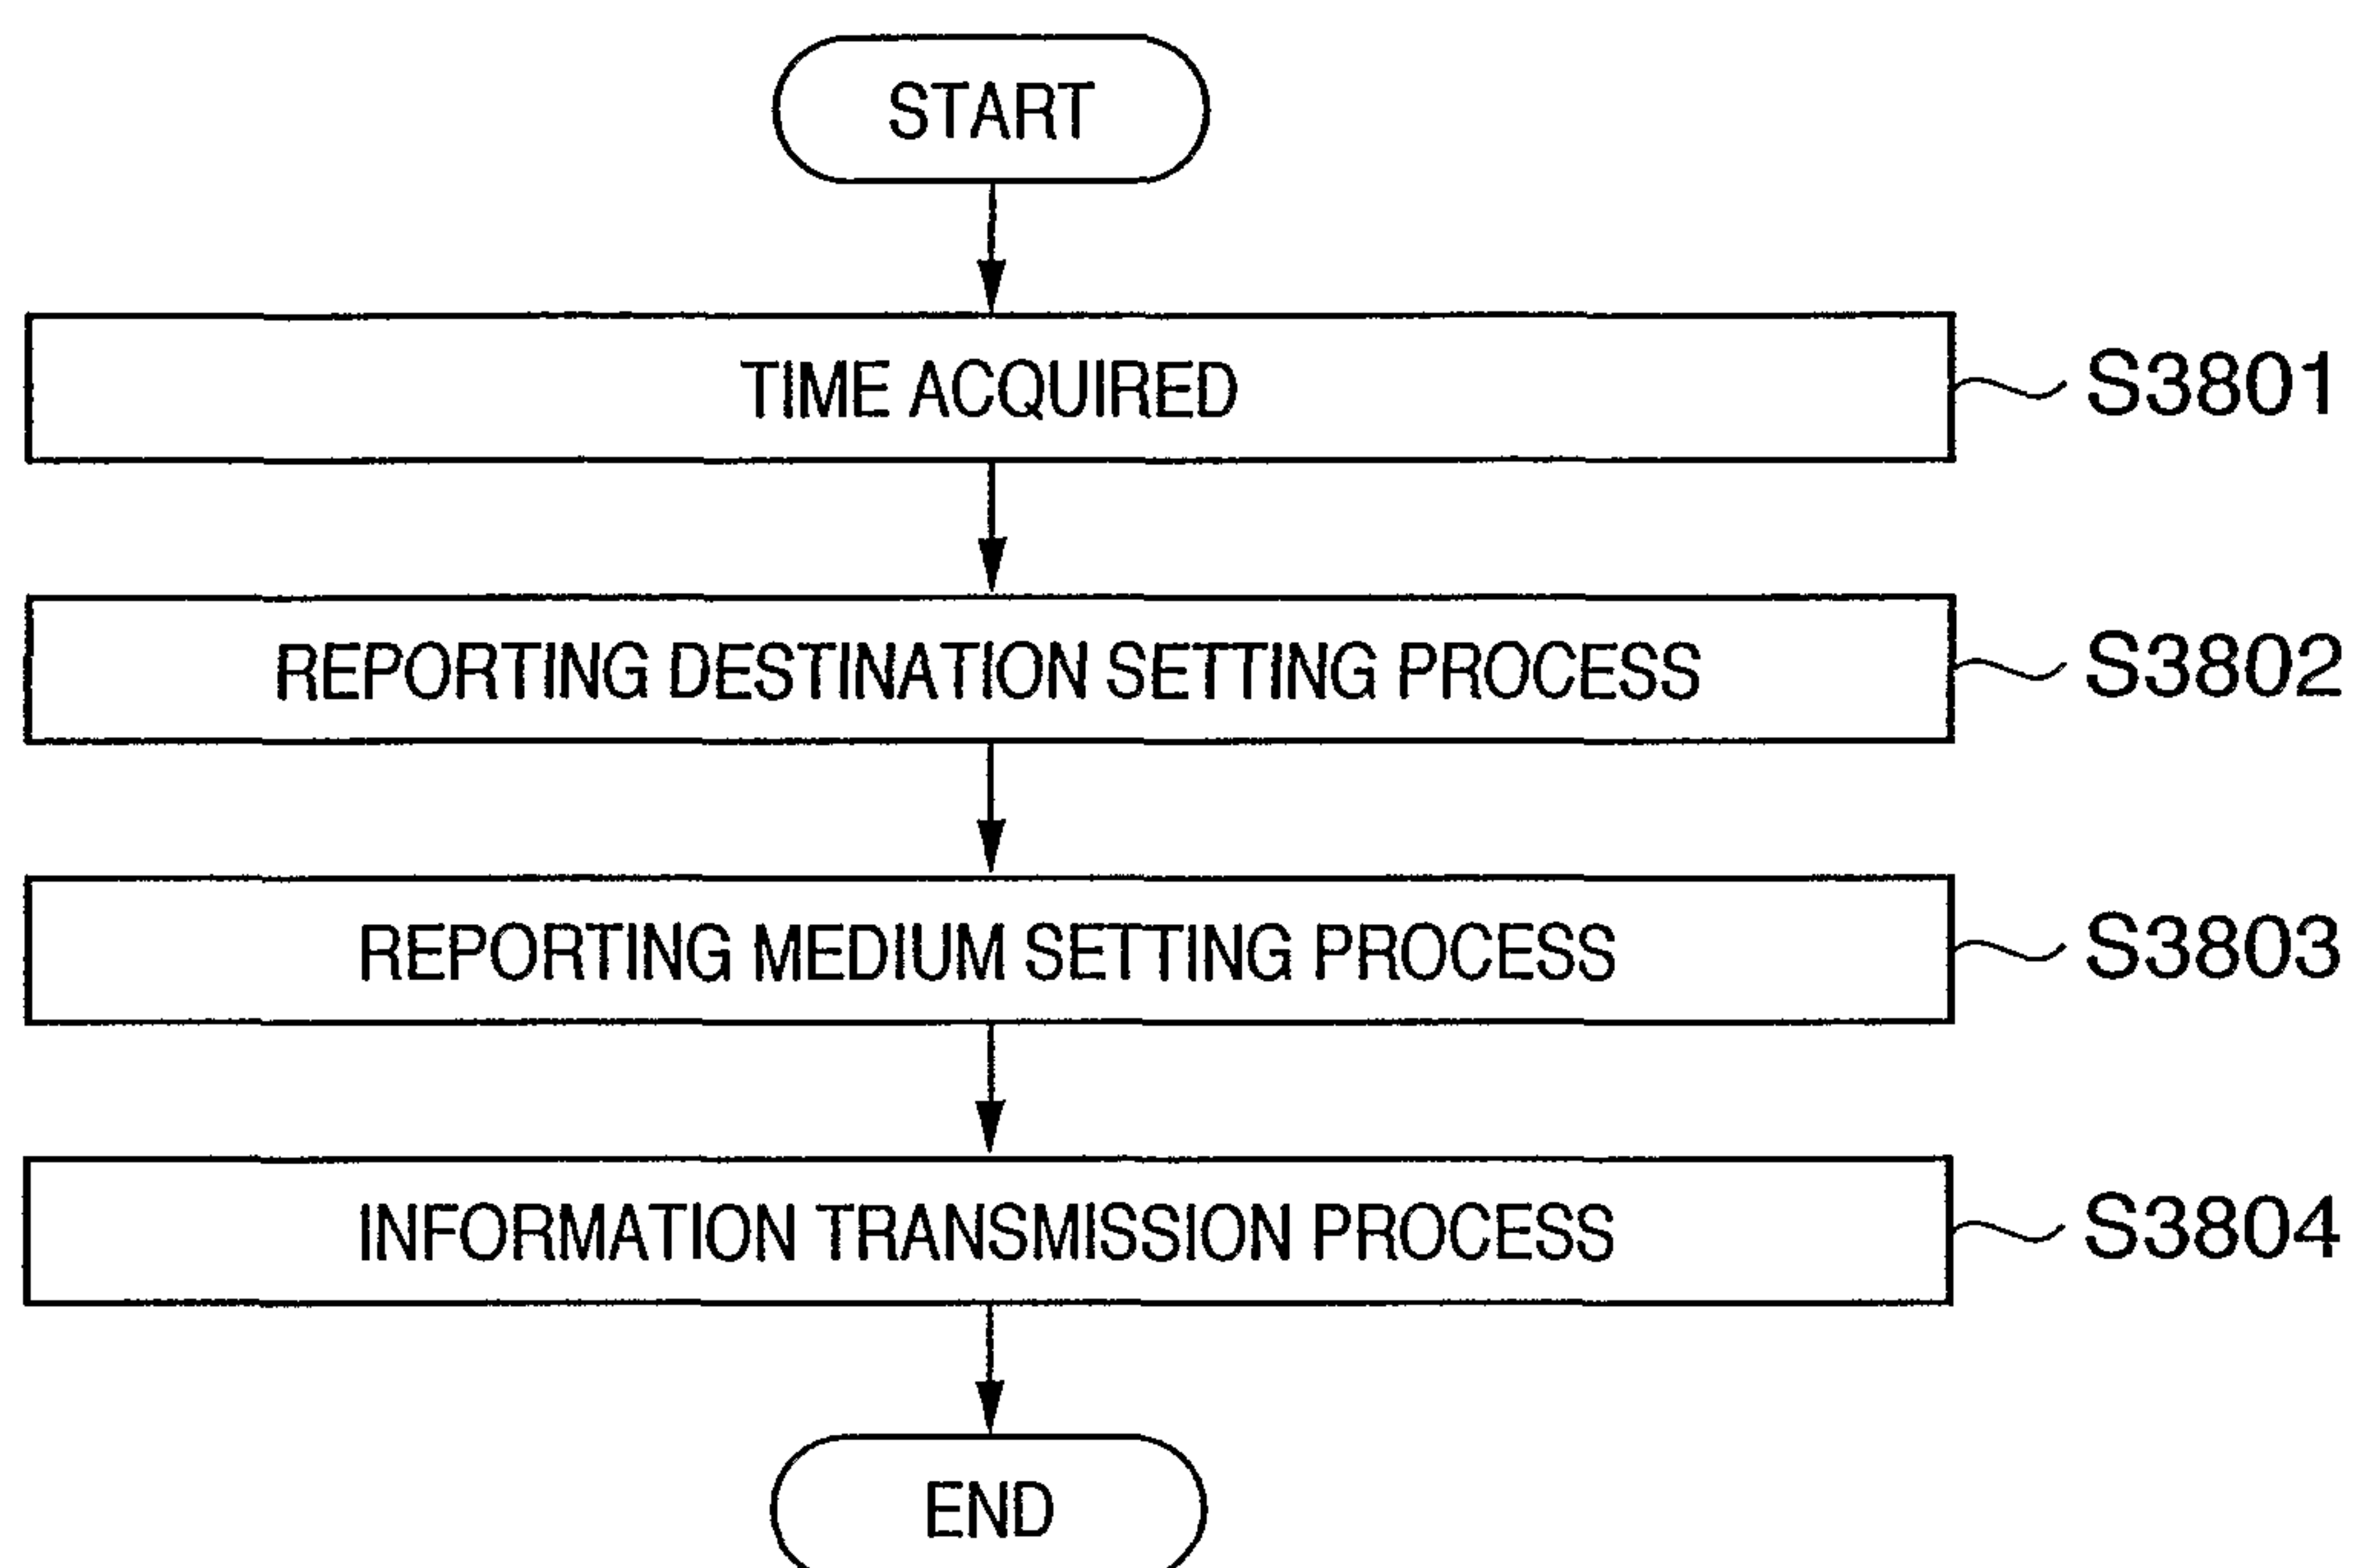 START
TIME ACQUIRED
S3801
REPORTING DESTINATION SETTING PROCESS
S3802
REPORTING MEDIUM SETTING PROCESS
S3803
INFORMATION TRANSMISSION PROCESS
S3804
END